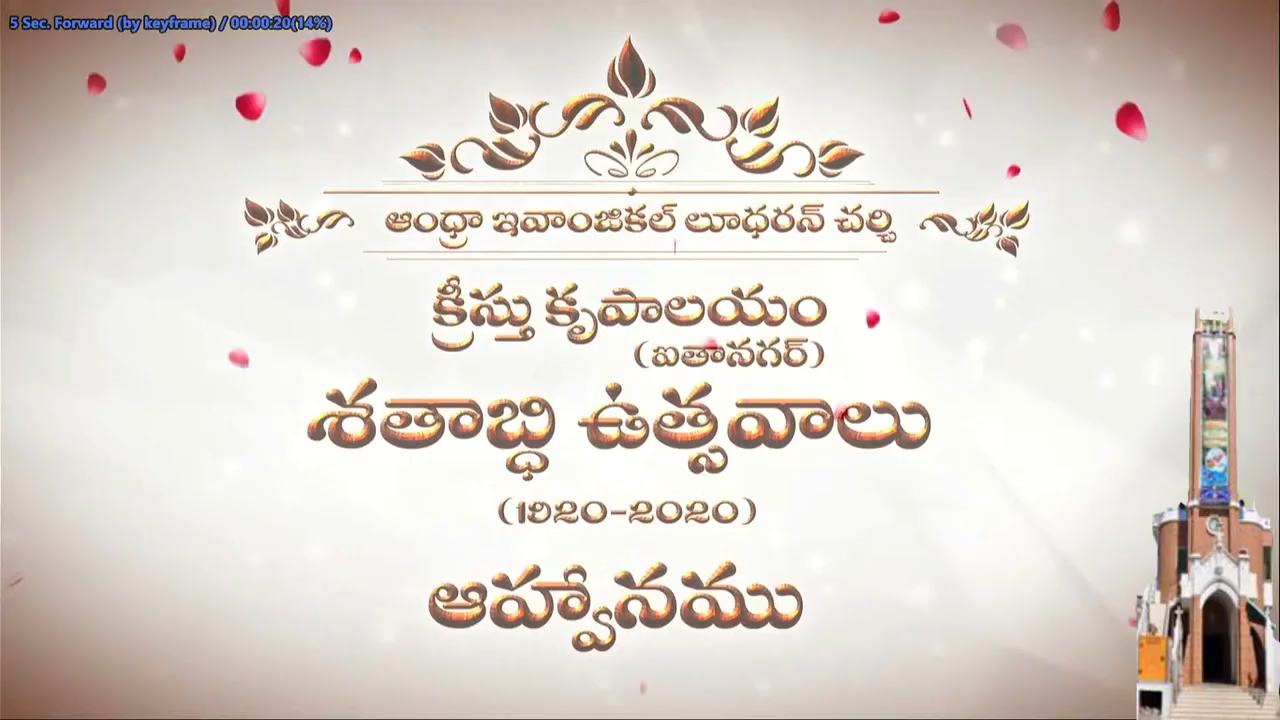 5 Sec. Forward (by keyframe) / 00:00:20(14%)
ఆంధ్రా ఇవాంజికల్ లూథరన్ చర్చి
క్రీస్తు కృపాలయం
(ఐతానగర్)
శతాబ్ధి ఉత్సవాలు
(1920-2020)
ఆహ్వానము